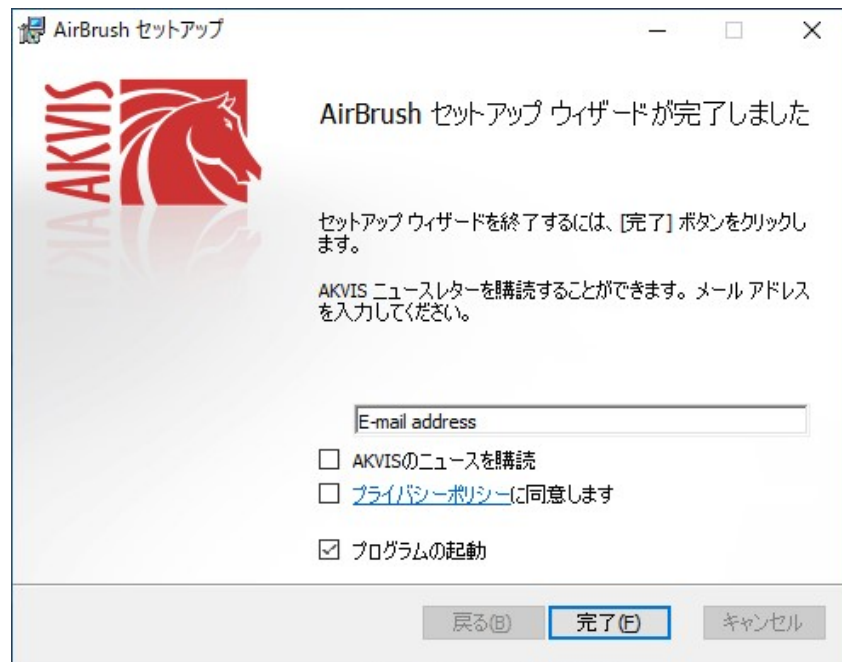 AirBrush セットアップ
AKVIS
AirBrush セットアップ ウィザードが完了しました
セットアップ ウィザードを終了するには、[完了] ボタンをクリックし
ます。
AKVIS ニュースレターを購読することができます。メール アドレス
を入力してください。
E-mail address
AKVISのニュースを購読
プライバシーポリシーに同意します
プログラムの起動
戻る(B)
完了(F)
キャンセル